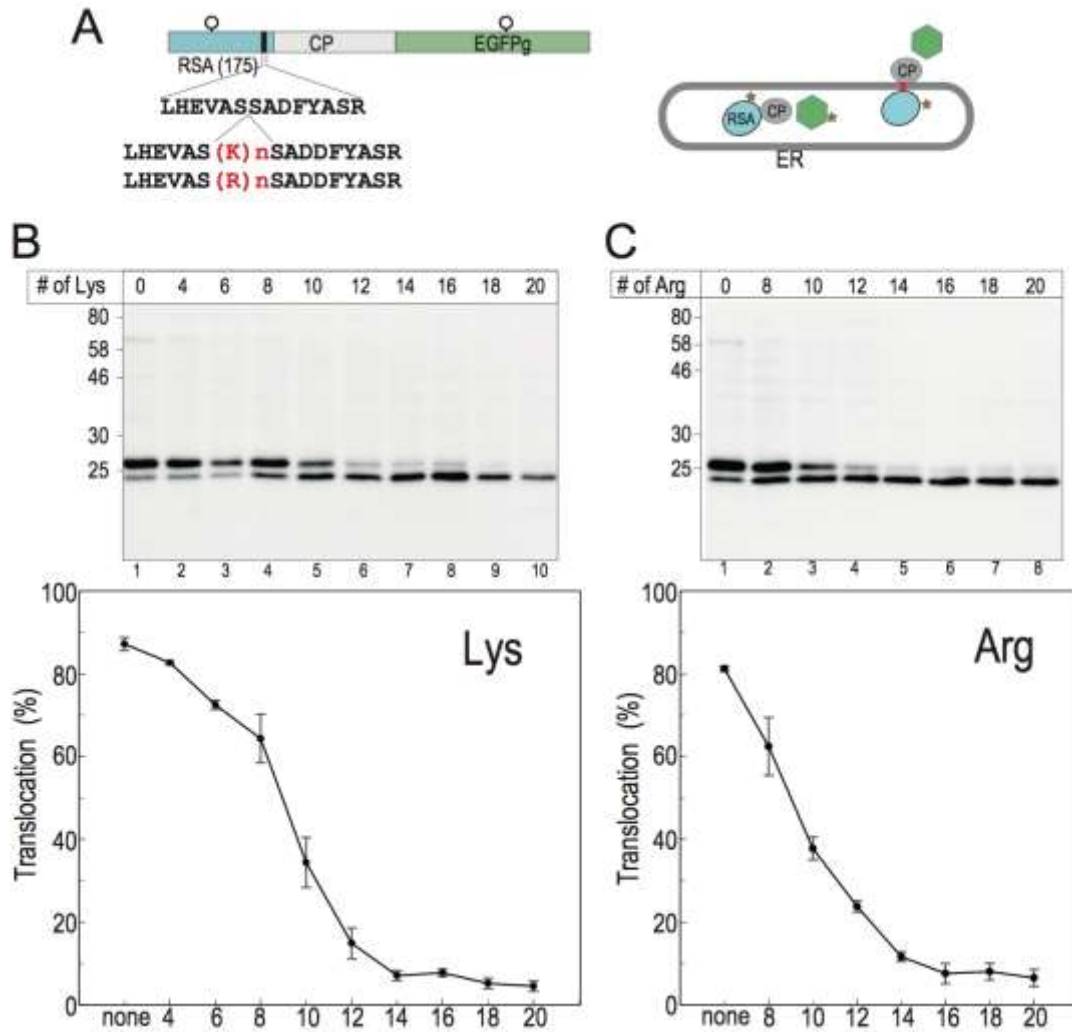 A
RSA (175)
CP
EGFPg
LHEVASSADFYASR
LHEVAS(K)nSADDFYASR
LHEVAS(R)nSADDFYASR
CP
RSA
CP
ER
B
# of Lys 0 4 6 8 10 12 14 16 18 20
80
58
46
30
25
1 2 3 4 5 6 7 8 9 10
Lys
Translocation (%)
100
80
60
40
20
0
none 4 6 8 10 12 14 16 18 20
C
# of Arg 0 8 10 12 14 16 18 20
80
58
46
30
25
1 2 3 4 5 6 7 8
Arg
Translocation (%)
100
80
60
40
20
0
none 8 10 12 14 16 18 20